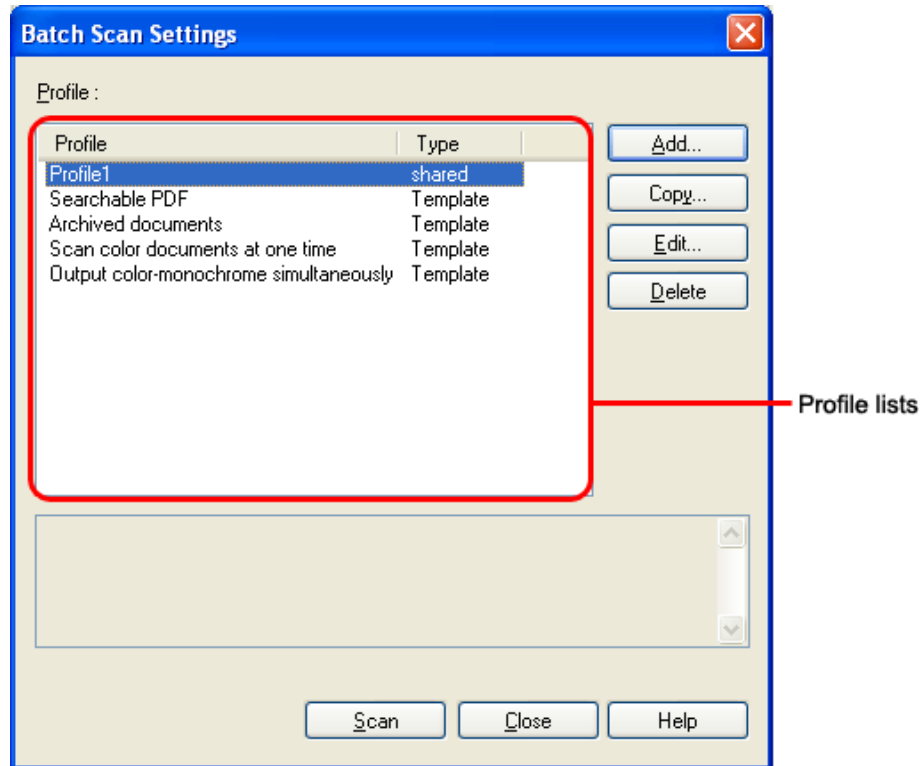 Batch Scan Settings
Profile :
Profile Type
Add...
Profile1 shared
Searchable PDF Template
Copy...
Archived documents Template
Scan color documents at one time Template
Edit...
Output color-monochrome simultaneously Template
Delete
Profile lists
Scan Close Help